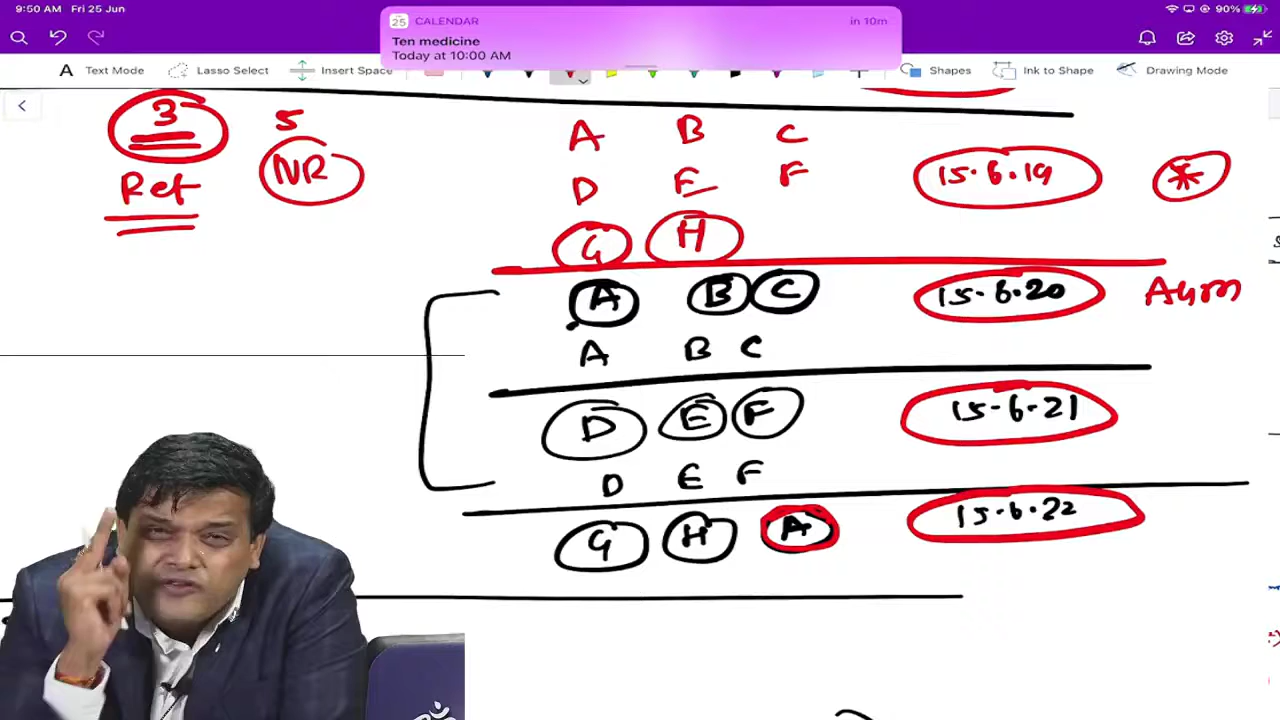 9:50 AM Fri 25 Jun
90%
25 CALENDAR in 10m
Ten medicine
Today at 10:00 AM
A Text Mode Lasso Select Insert Space Shapes Ink to Shape Drawing Mode
3 5 A B C
Ref NR D E F 15.6.19 *
G H
A B C 15.6.20 AGM
A B C
D E F 15.6.21
D E F
G H A 15.6.22